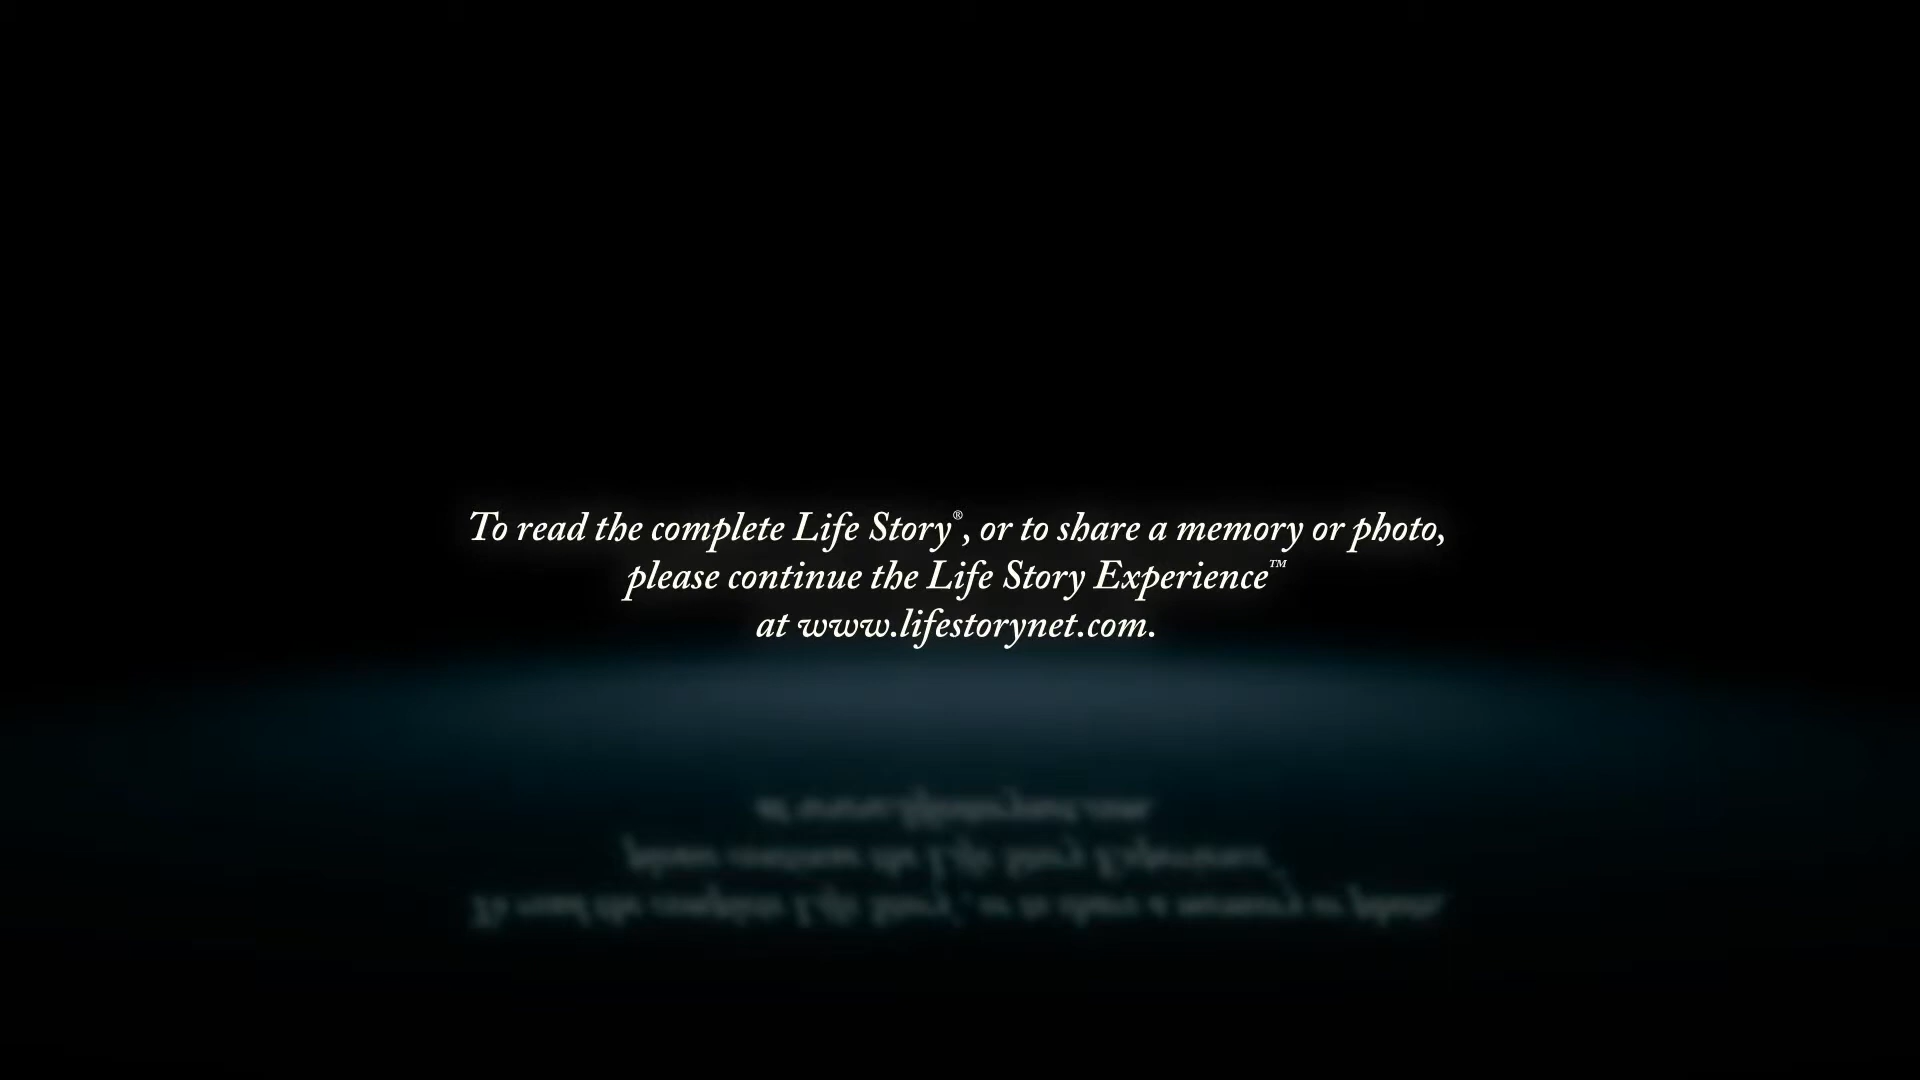 To read the complete Life Story®, or to share a memory or photo,
please continue the Life Story Experience™
at www.lifestorynet.com.